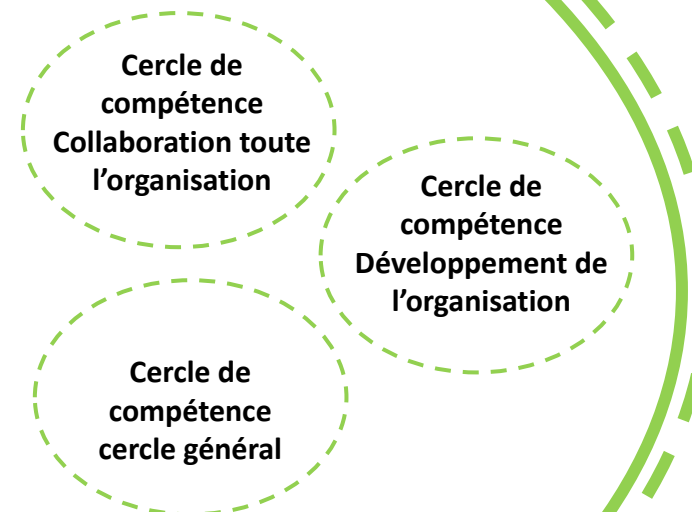 Cercle de
compétence
Collaboration toute
l’organisation
Cercle de
compétence
Développement de
l’organisation
Cercle de
compétence
cercle général